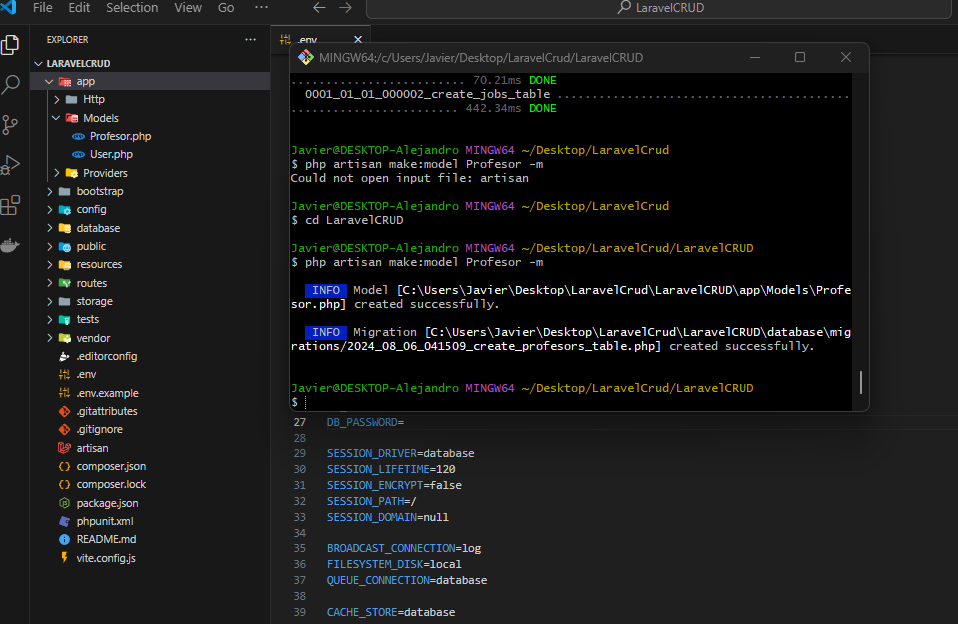 File Edit Selection View Go ··· LaravelCRUD
EXPLORER ···
LARAVELCRUD
app
Http
Models
Profesor.php
User.php
Providers
bootstrap
config
database
public
resources
routes
storage
tests
vendor
.editorconfig
.env
.env.example
.gitattributes
.gitignore
artisan
composer.json
composer.lock
package.json
phpunit.xml
README.md
vite.config.js
.env
MINGW64:/c/Users/Javier/Desktop/LaravelCrud/LaravelCRUD
........................ 70.21ms DONE
0001_01_01_000002_create_jobs_table .....................................
....................... 442.34ms DONE
Javier@DESKTOP-Alejandro MINGW64 ~/Desktop/LaravelCrud
$ php artisan make:model Profesor -m
Could not open input file: artisan
Javier@DESKTOP-Alejandro MINGW64 ~/Desktop/LaravelCrud
$ cd LaravelCRUD
Javier@DESKTOP-Alejandro MINGW64 ~/Desktop/LaravelCrud/LaravelCRUD
$ php artisan make:model Profesor -m
INFO Model [C:\Users\Javier\Desktop\LaravelCrud\LaravelCRUD\app\Models\Profe
sor.php] created successfully.
INFO Migration [C:\Users\Javier\Desktop\LaravelCrud\LaravelCRUD\database\mig
rations/2024_08_06_041509_create_profesors_table.php] created successfully.
Javier@DESKTOP-Alejandro MINGW64 ~/Desktop/LaravelCrud/LaravelCRUD
$
27 DB_PASSWORD=
28
29 SESSION_DRIVER=database
30 SESSION_LIFETIME=120
31 SESSION_ENCRYPT=false
32 SESSION_PATH=/
33 SESSION_DOMAIN=null
34
35 BROADCAST_CONNECTION=log
36 FILESYSTEM_DISK=local
37 QUEUE_CONNECTION=database
38
39 CACHE_STORE=database